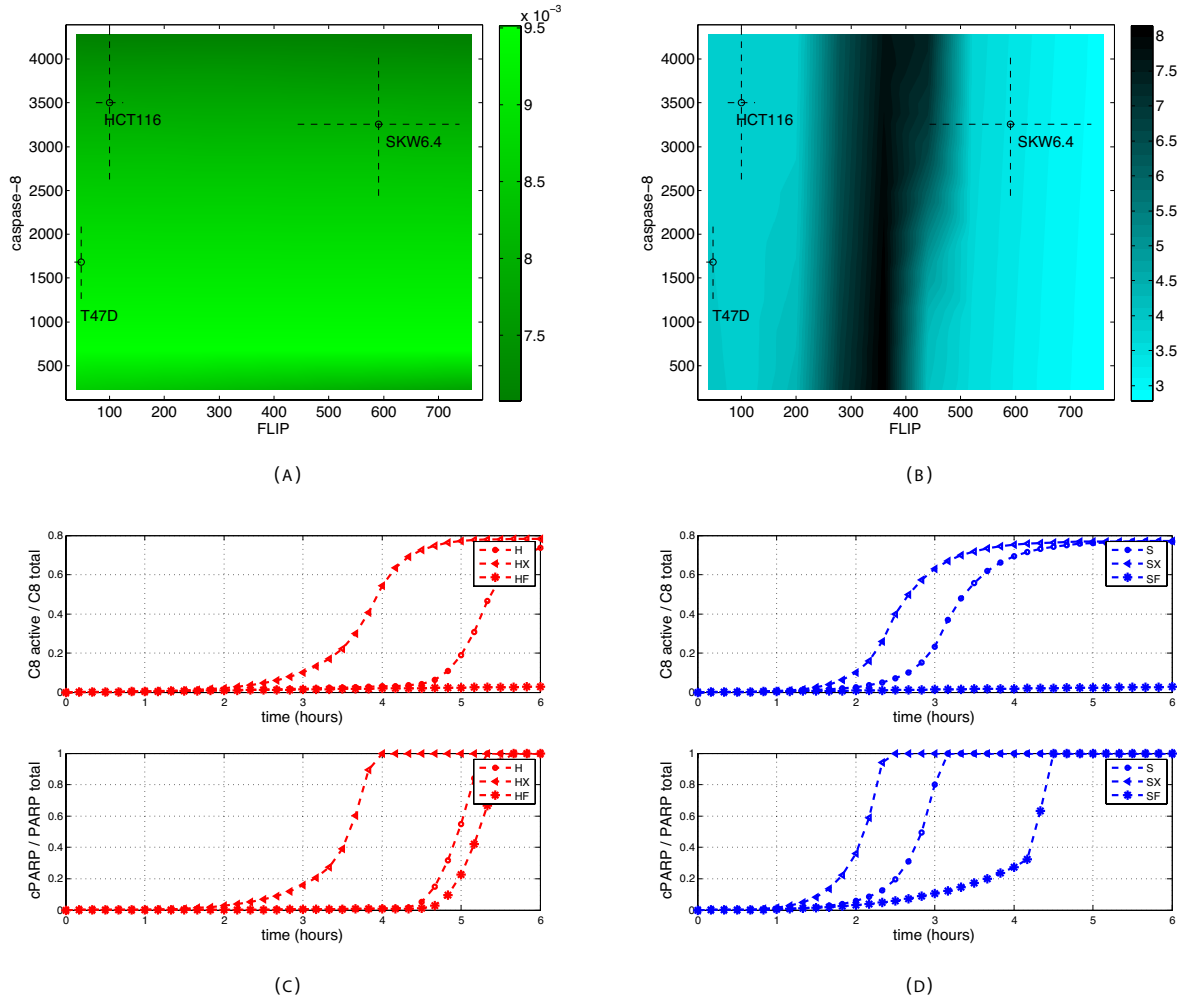 x 10⁻³
4000
3500
3000
2500
2000
1500
1000
500
caspase-8
HCT116
SKW6.4
T47D
100 200 300 400 500 600 700
FLIP
9.5
8.5
7.5
(A)
4000
3500
3000
2500
2000
1500
1000
500
caspase-8
HCT116
SKW6.4
T47D
100 200 300 400 500 600 700
FLIP
8
7.5
7
6.5
6
5.5
5
4.5
4
3.5
3
(B)
0.8
0.6
0.4
0.2
0
C8 active / C8 total
H
HX
HF
0 1 2 3 4 5 6
time (hours)
1
0.8
0.6
0.4
0.2
0
cPARP / PARP total
H
HX
HF
0 1 2 3 4 5 6
time (hours)
(C)
0.8
0.6
0.4
0.2
0
C8 active / C8 total
S
SX
SF
0 1 2 3 4 5 6
time (hours)
1
0.8
0.6
0.4
0.2
0
cPARP / PARP total
S
SX
SF
0 1 2 3 4 5 6
time (hours)
(D)